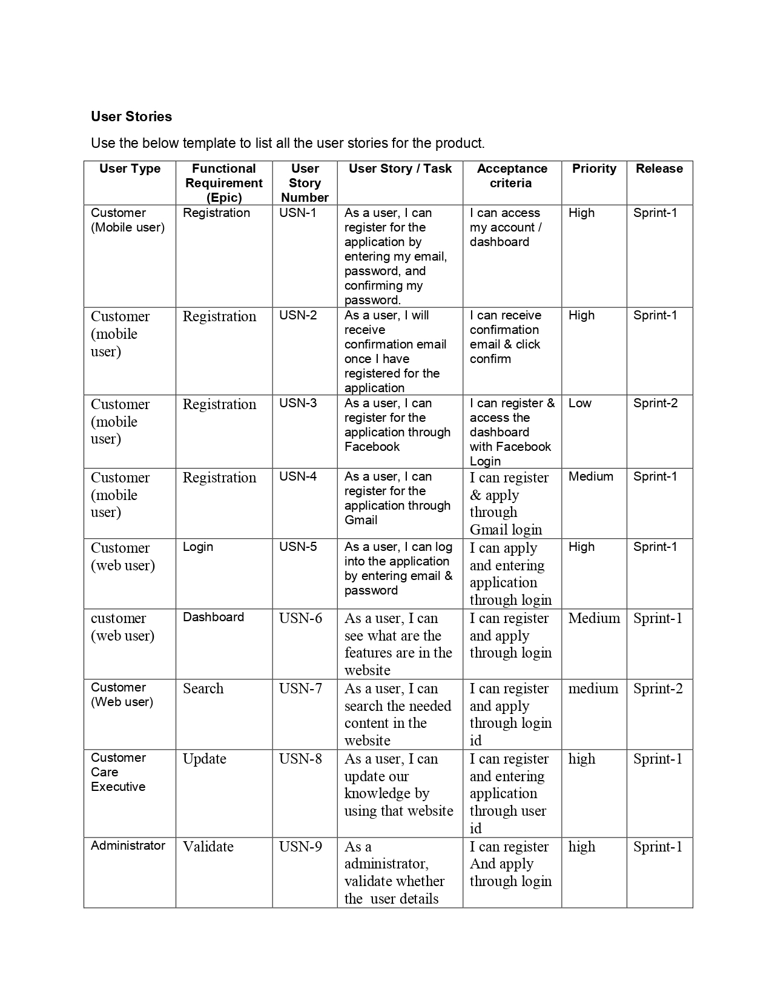 User Stories
Use the below template to list all the user stories for the product.
User Type
Functional
Requirement
(Epic)
User
Story
Number
User Story / Task
Acceptance
criteria
Priority
Release
Customer
(Mobile user)
Registration
USN-1
As a user, I can
register for the
application by
entering my email,
password, and
confirming my
password.
I can access
my account /
dashboard
High
Sprint-1
Customer
(mobile
user)
Registration
USN-2
As a user, I will
receive
confirmation email
once I have
registered for the
application
I can receive
confirmation
email & click
confirm
High
Sprint-1
Customer
(mobile
user)
Registration
USN-3
As a user, I can
register for the
application through
Facebook
I can register &
access the
dashboard
with Facebook
Login
Low
Sprint-2
Customer
(mobile
user)
Registration
USN-4
As a user, I can
register for the
application through
Gmail
I can register
& apply
through
Gmail login
Medium
Sprint-1
Customer
(web user)
Login
USN-5
As a user, I can log
into the application
by entering email &
password
I can apply
and entering
application
through login
High
Sprint-1
customer
(web user)
Dashboard
USN-6
As a user, I can
see what are the
features are in the
website
I can register
and apply
through login
Medium
Sprint-1
Customer
(Web user)
Search
USN-7
As a user, I can
search the needed
content in the
website
I can register
and apply
through login
id
medium
Sprint-2
Customer
Care
Executive
Update
USN-8
As a user, I can
update our
knowledge by
using that website
I can register
and entering
application
through user
id
high
Sprint-1
Administrator
Validate
USN-9
As a
administrator,
validate whether
the  user details
I can register
And apply
through login
high
Sprint-1